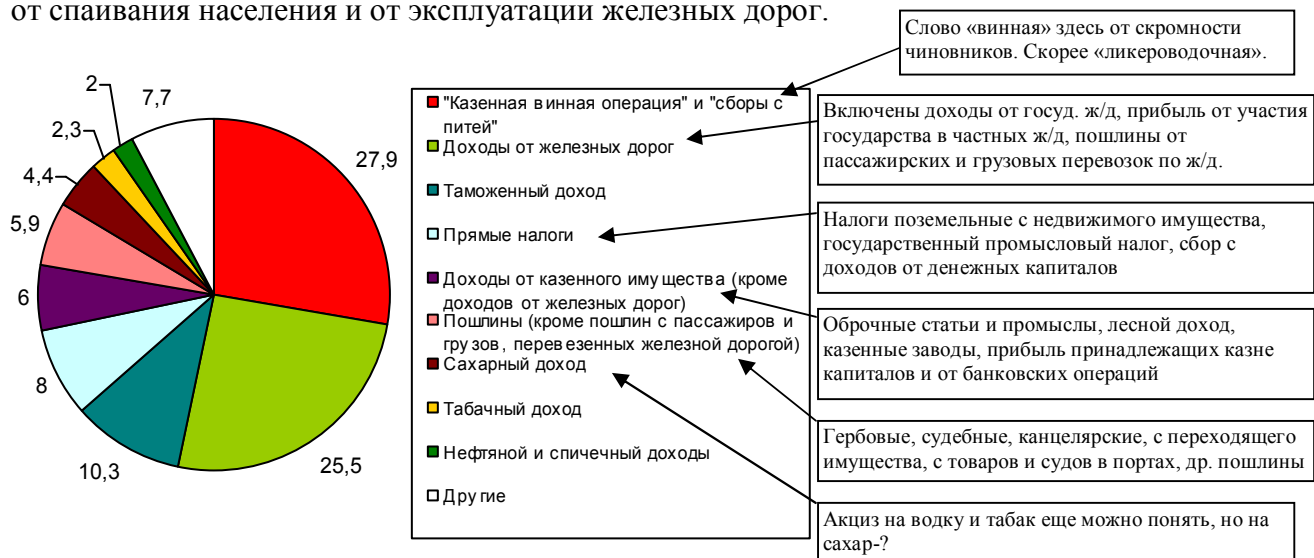 от спаивания населения и от эксплуатации железных дорог.
Слово «винная» здесь от скромности
чиновников. Скорее «ликероводочная».
2
7,7
2,3
4,4
5,9
6
8
10,3
25,5
27,9
"Казенная винная операция" и "сборы с
питей"
Доходы от железных дорог
Таможенный доход
Прямые налоги
Доходы от казенного имущества (кроме
доходов от железных дорог)
Пошлины (кроме пошлин с пассажиров и
грузов, перевезенных железной дорогой)
Сахарный доход
Табачный доход
Нефтяной и спичечный доходы
Другие
Включены доходы от госуд. ж/д, прибыль от участия
государства в частных ж/д, пошлины от
пассажирских и грузовых перевозок по ж/д.
Налоги поземельные с недвижимого имущества,
государственный промысловый налог, сбор с
доходов от денежных капиталов
Оброчные статьи и промыслы, лесной доход,
казенные заводы, прибыль принадлежащих казне
капиталов и от банковских операций
Гербовые, судебные, канцелярские, с переходящего
имущества, с товаров и судов в портах, др. пошлины
Акциз на водку и табак еще можно понять, но на
сахар-?